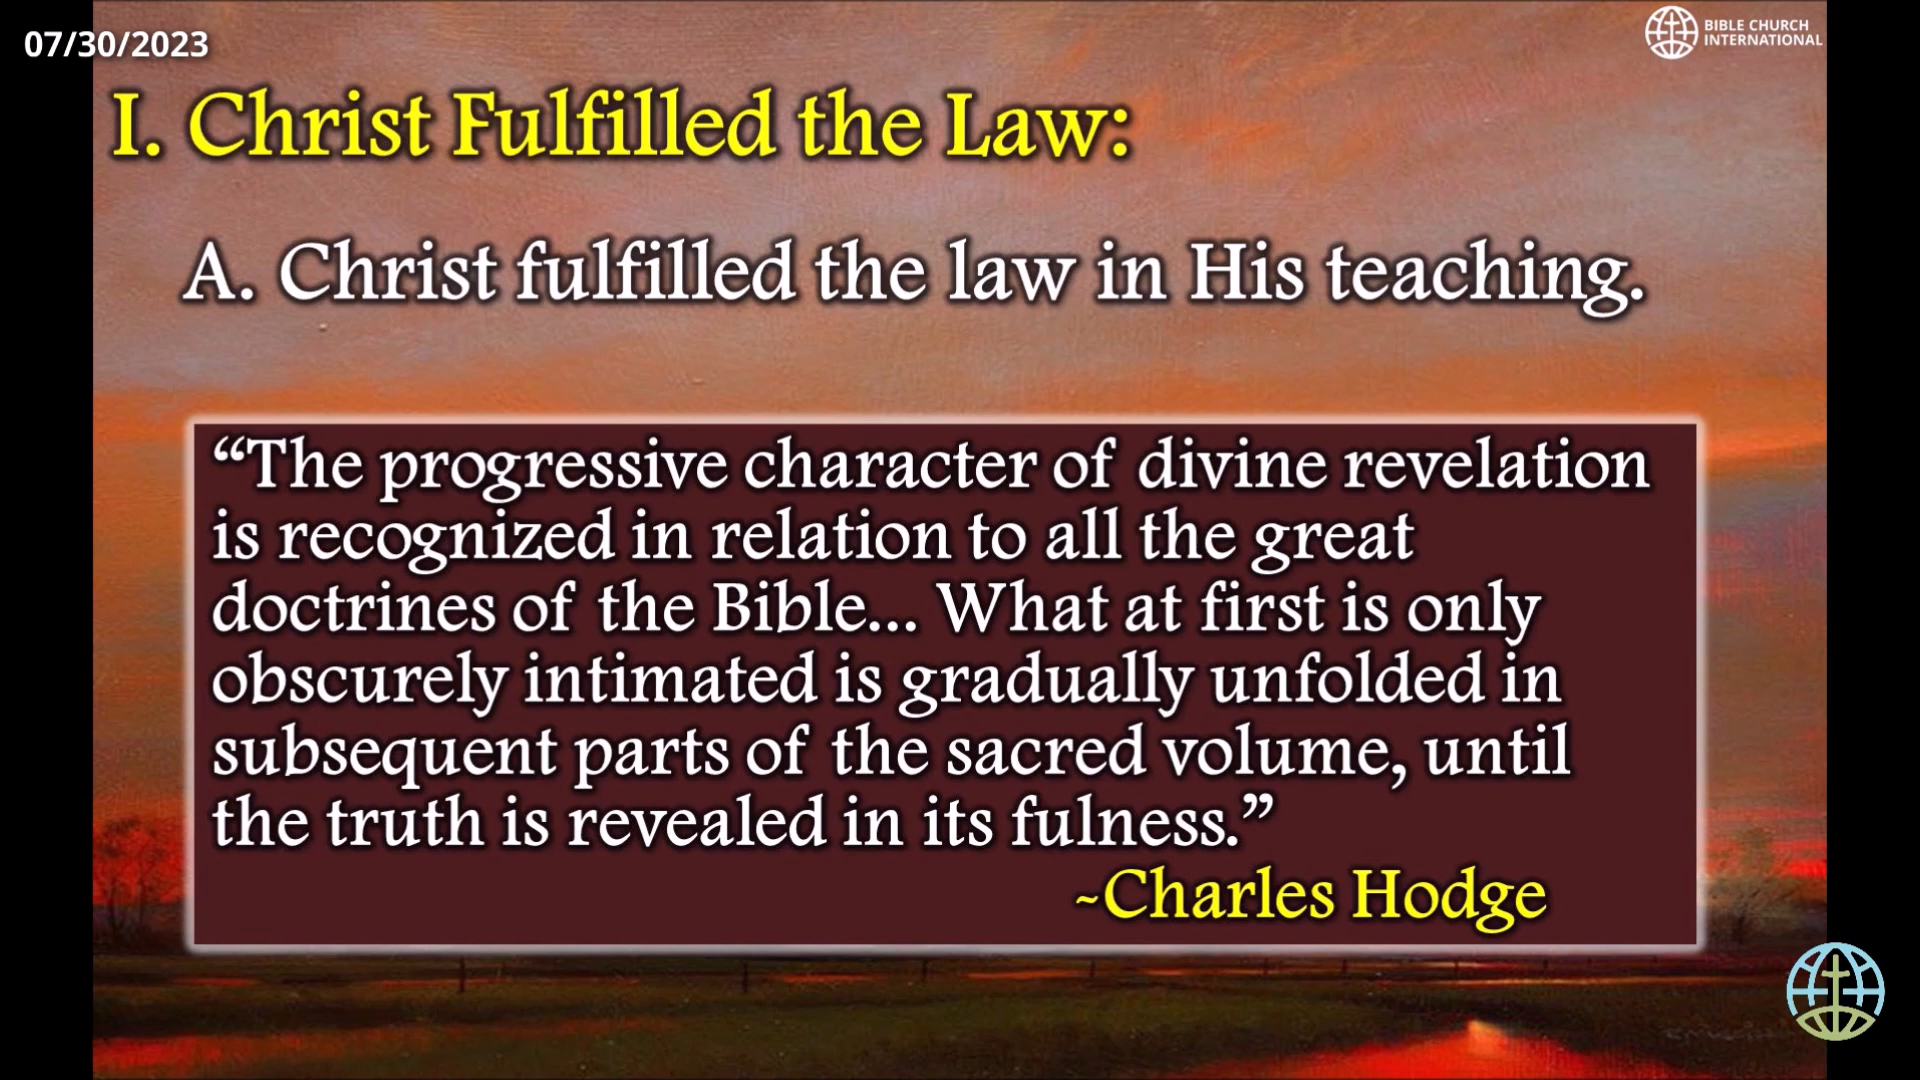 07/30/2023
BIBLE CHURCH
INTERNATIONAL
I. Christ Fulfilled the Law:
A. Christ fulfilled the law in His teaching.
“The progressive character of divine revelation
is recognized in relation to all the great
doctrines of the Bible... What at first is only
obscurely intimated is gradually unfolded in
subsequent parts of the sacred volume, until
the truth is revealed in its fulness.”
~Charles Hodge